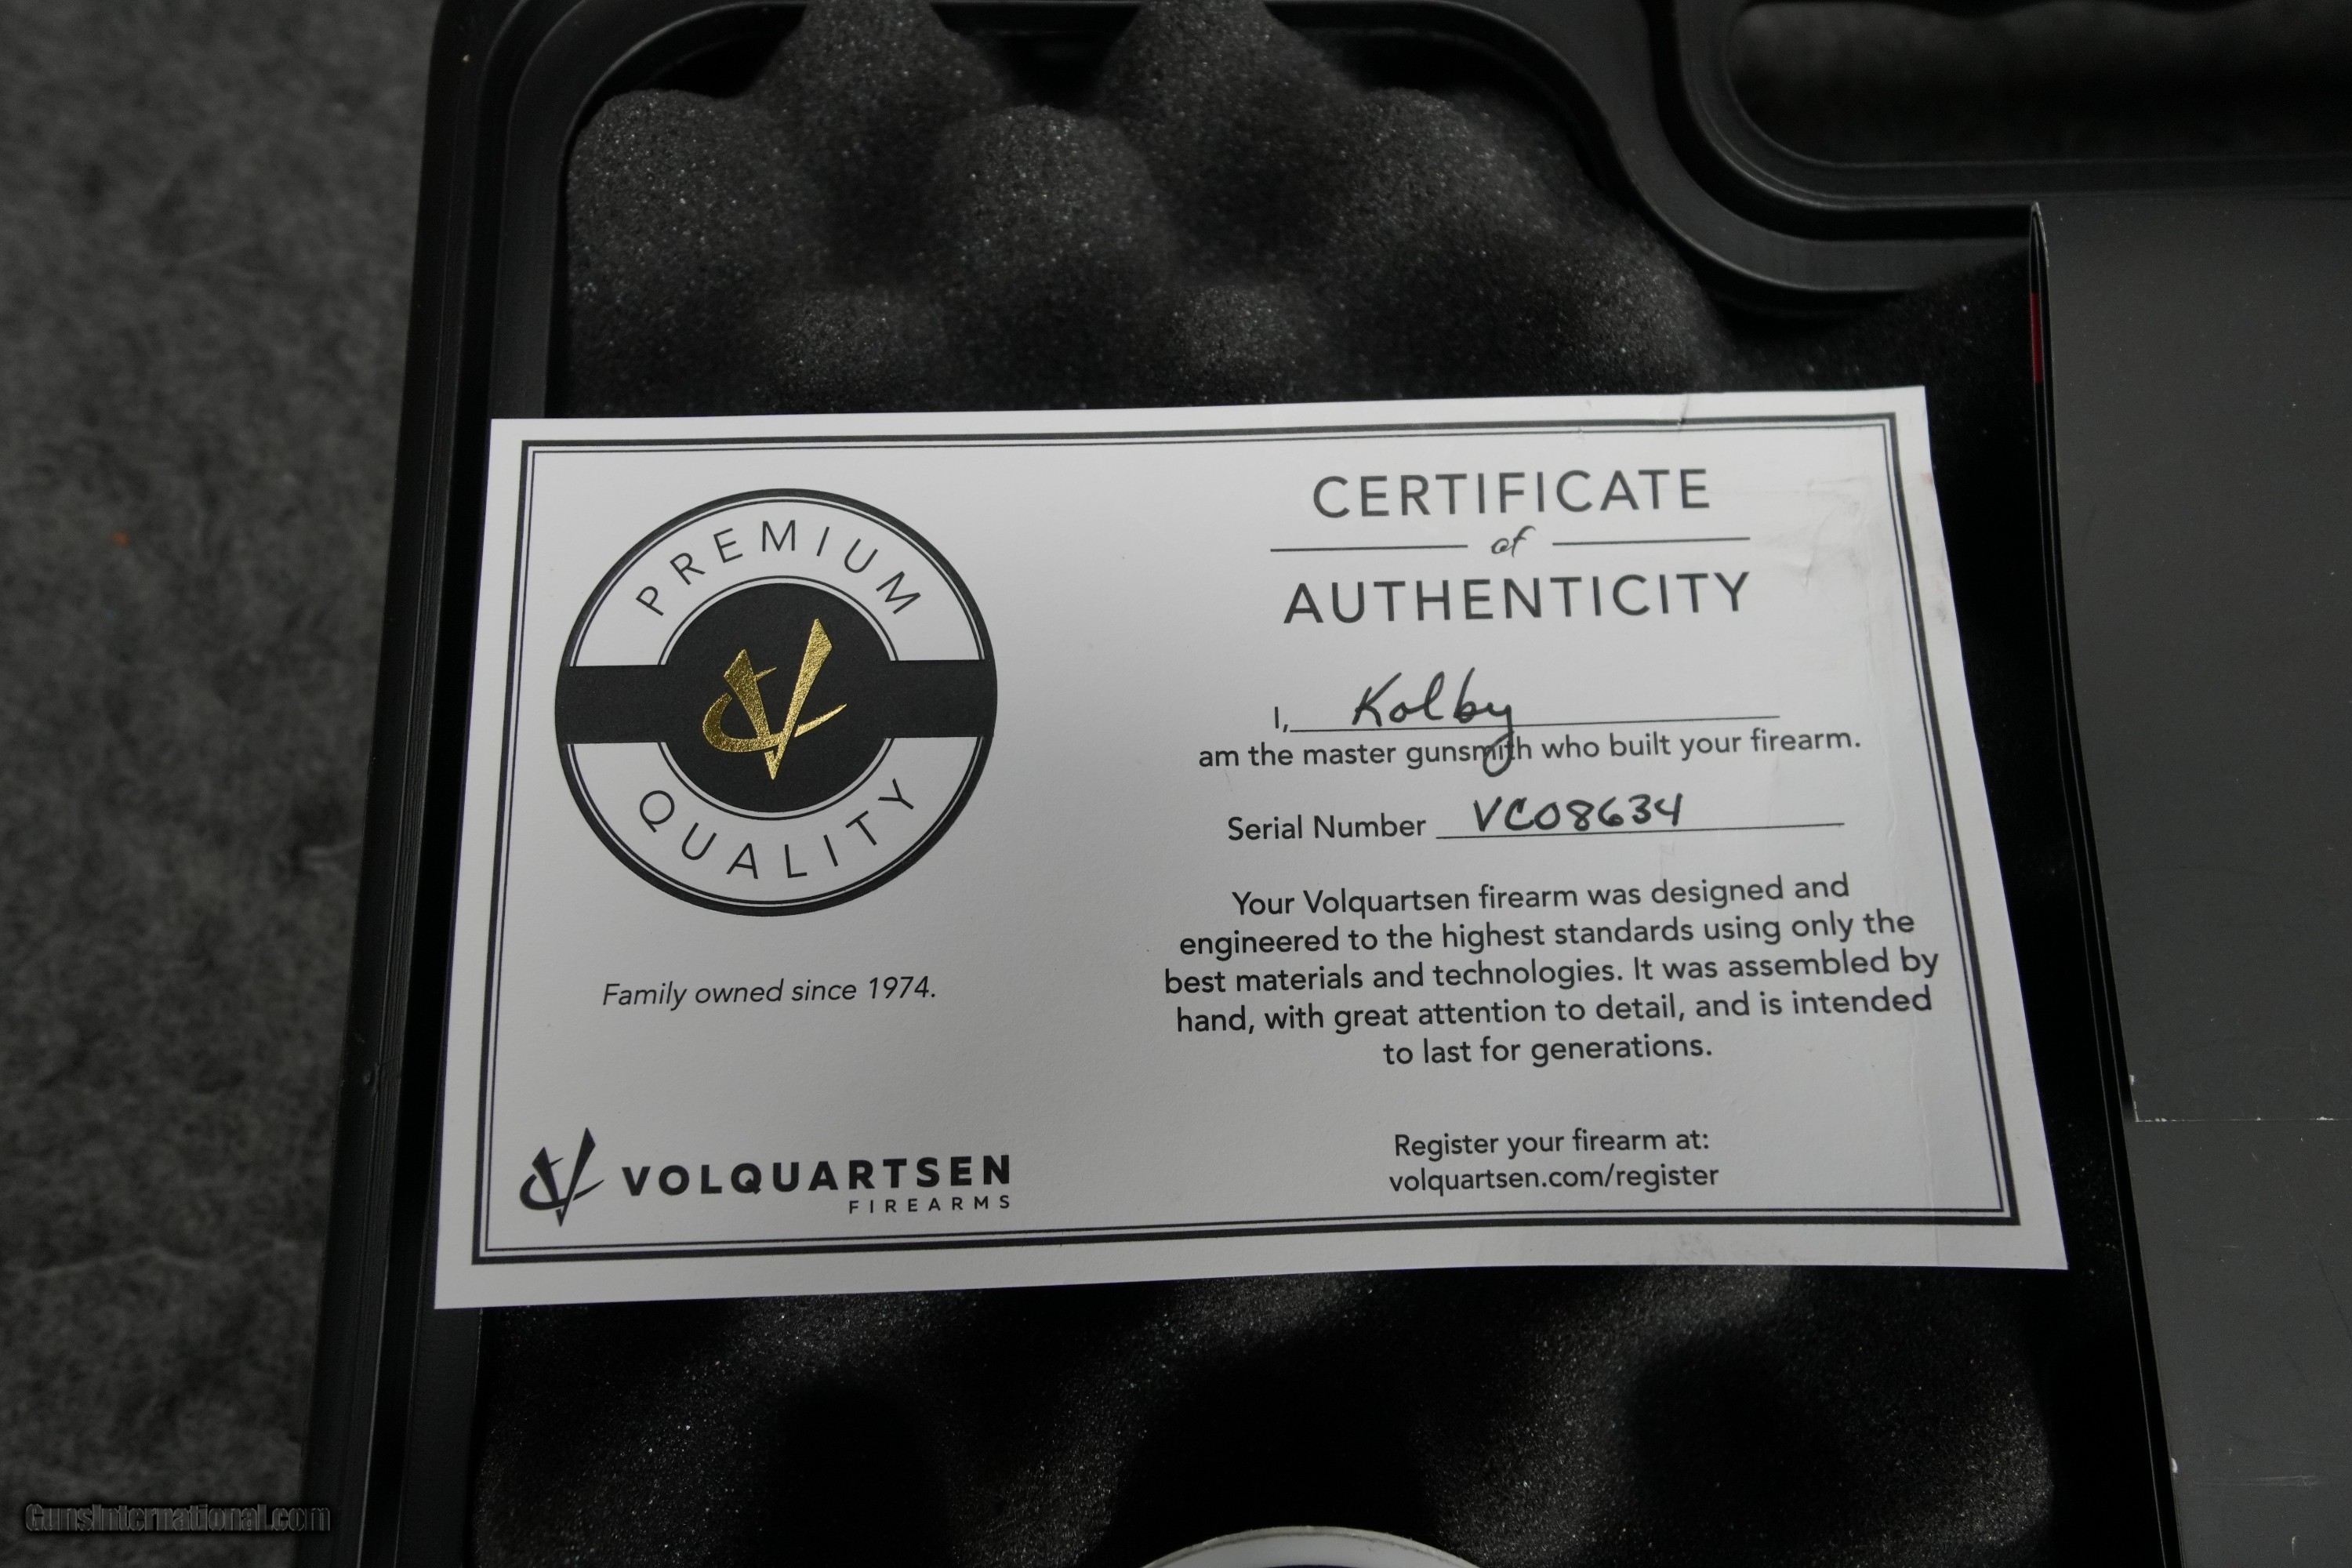 PREMIUM
QUALITY
Family owned since 1974.
VOLQUARTSEN
FIREARMS
CERTIFICATE
of
AUTHENTICITY
I, Kolby
am the master gunsmith who built your firearm.
Serial Number VC08634
Your Volquartsen firearm was designed and
engineered to the highest standards using only the
best materials and technologies. It was assembled by
hand, with great attention to detail, and is intended
to last for generations.
Register your firearm at:
volquartsen.com/register
GunsInternational.com